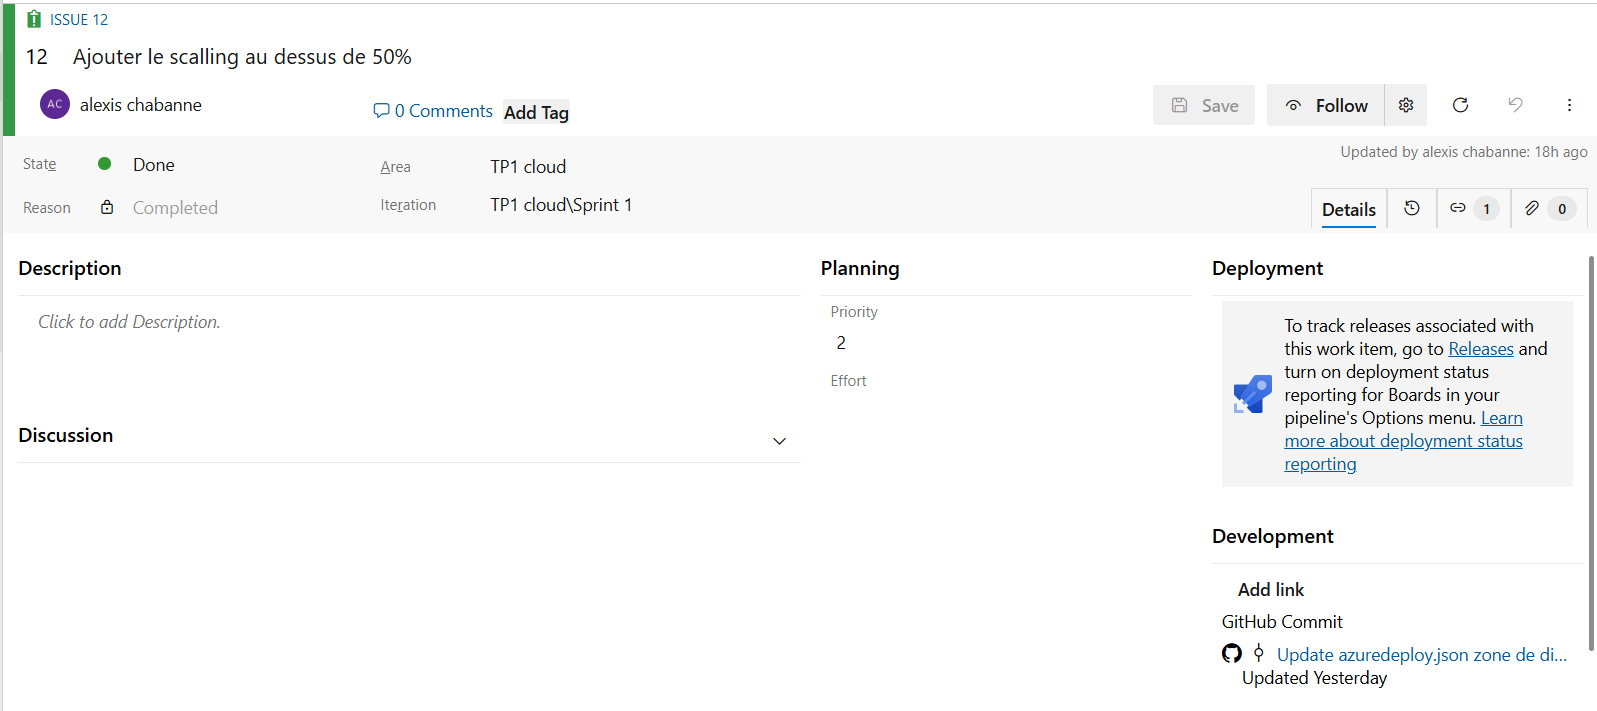 ISSUE 12
12 Ajouter le scalling au dessus de 50%
AC alexis chabanne
0 Comments Add Tag
Save Follow
State Done
Area TP1 cloud
Updated by alexis chabanne: 18h ago
Reason Completed
Iteration TP1 cloud\Sprint 1
Details 1 0
Description
Click to add Description.
Discussion
Planning
Priority
2
Effort
Deployment
To track releases associated with
this work item, go to Releases and
turn on deployment status
reporting for Boards in your
pipeline's Options menu. Learn
more about deployment status
reporting
Development
Add link
GitHub Commit
Update azuredeploy.json zone de di...
Updated Yesterday